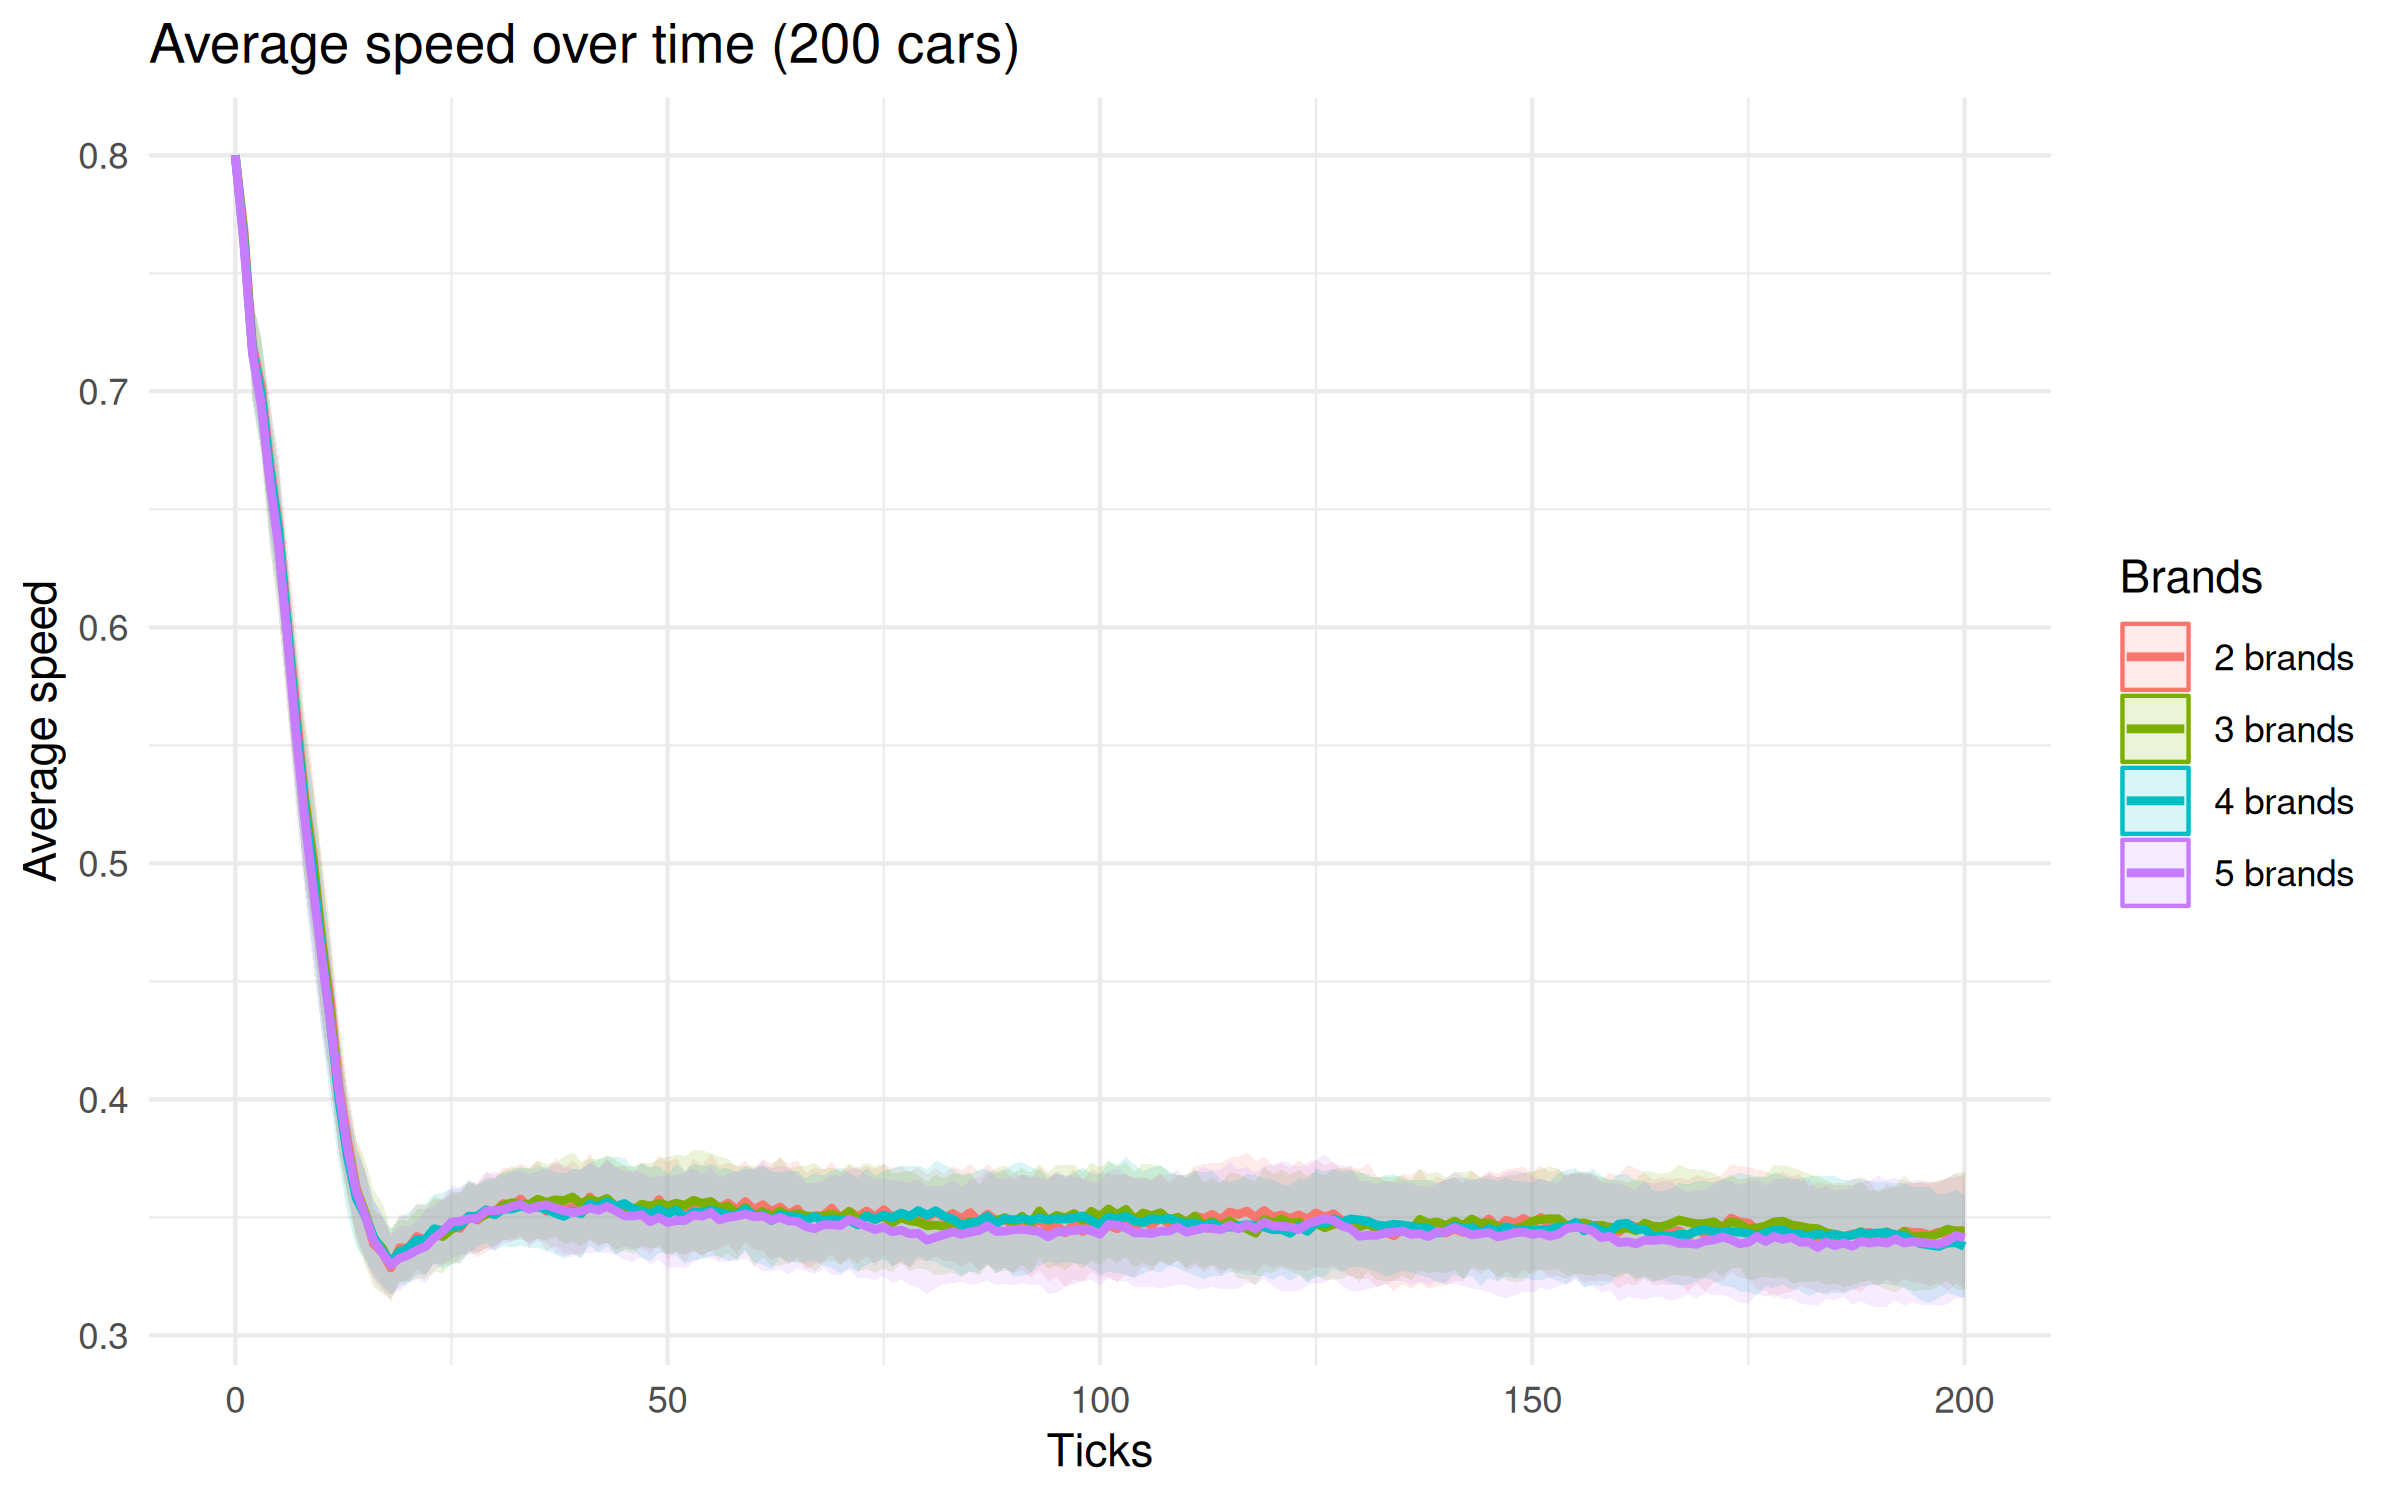 Average speed over time (200 cars)
Average speed
0.8
0.7
0.6
0.5
0.4
0.3
0
50
100
150
200
Ticks
Brands
2 brands
3 brands
4 brands
5 brands